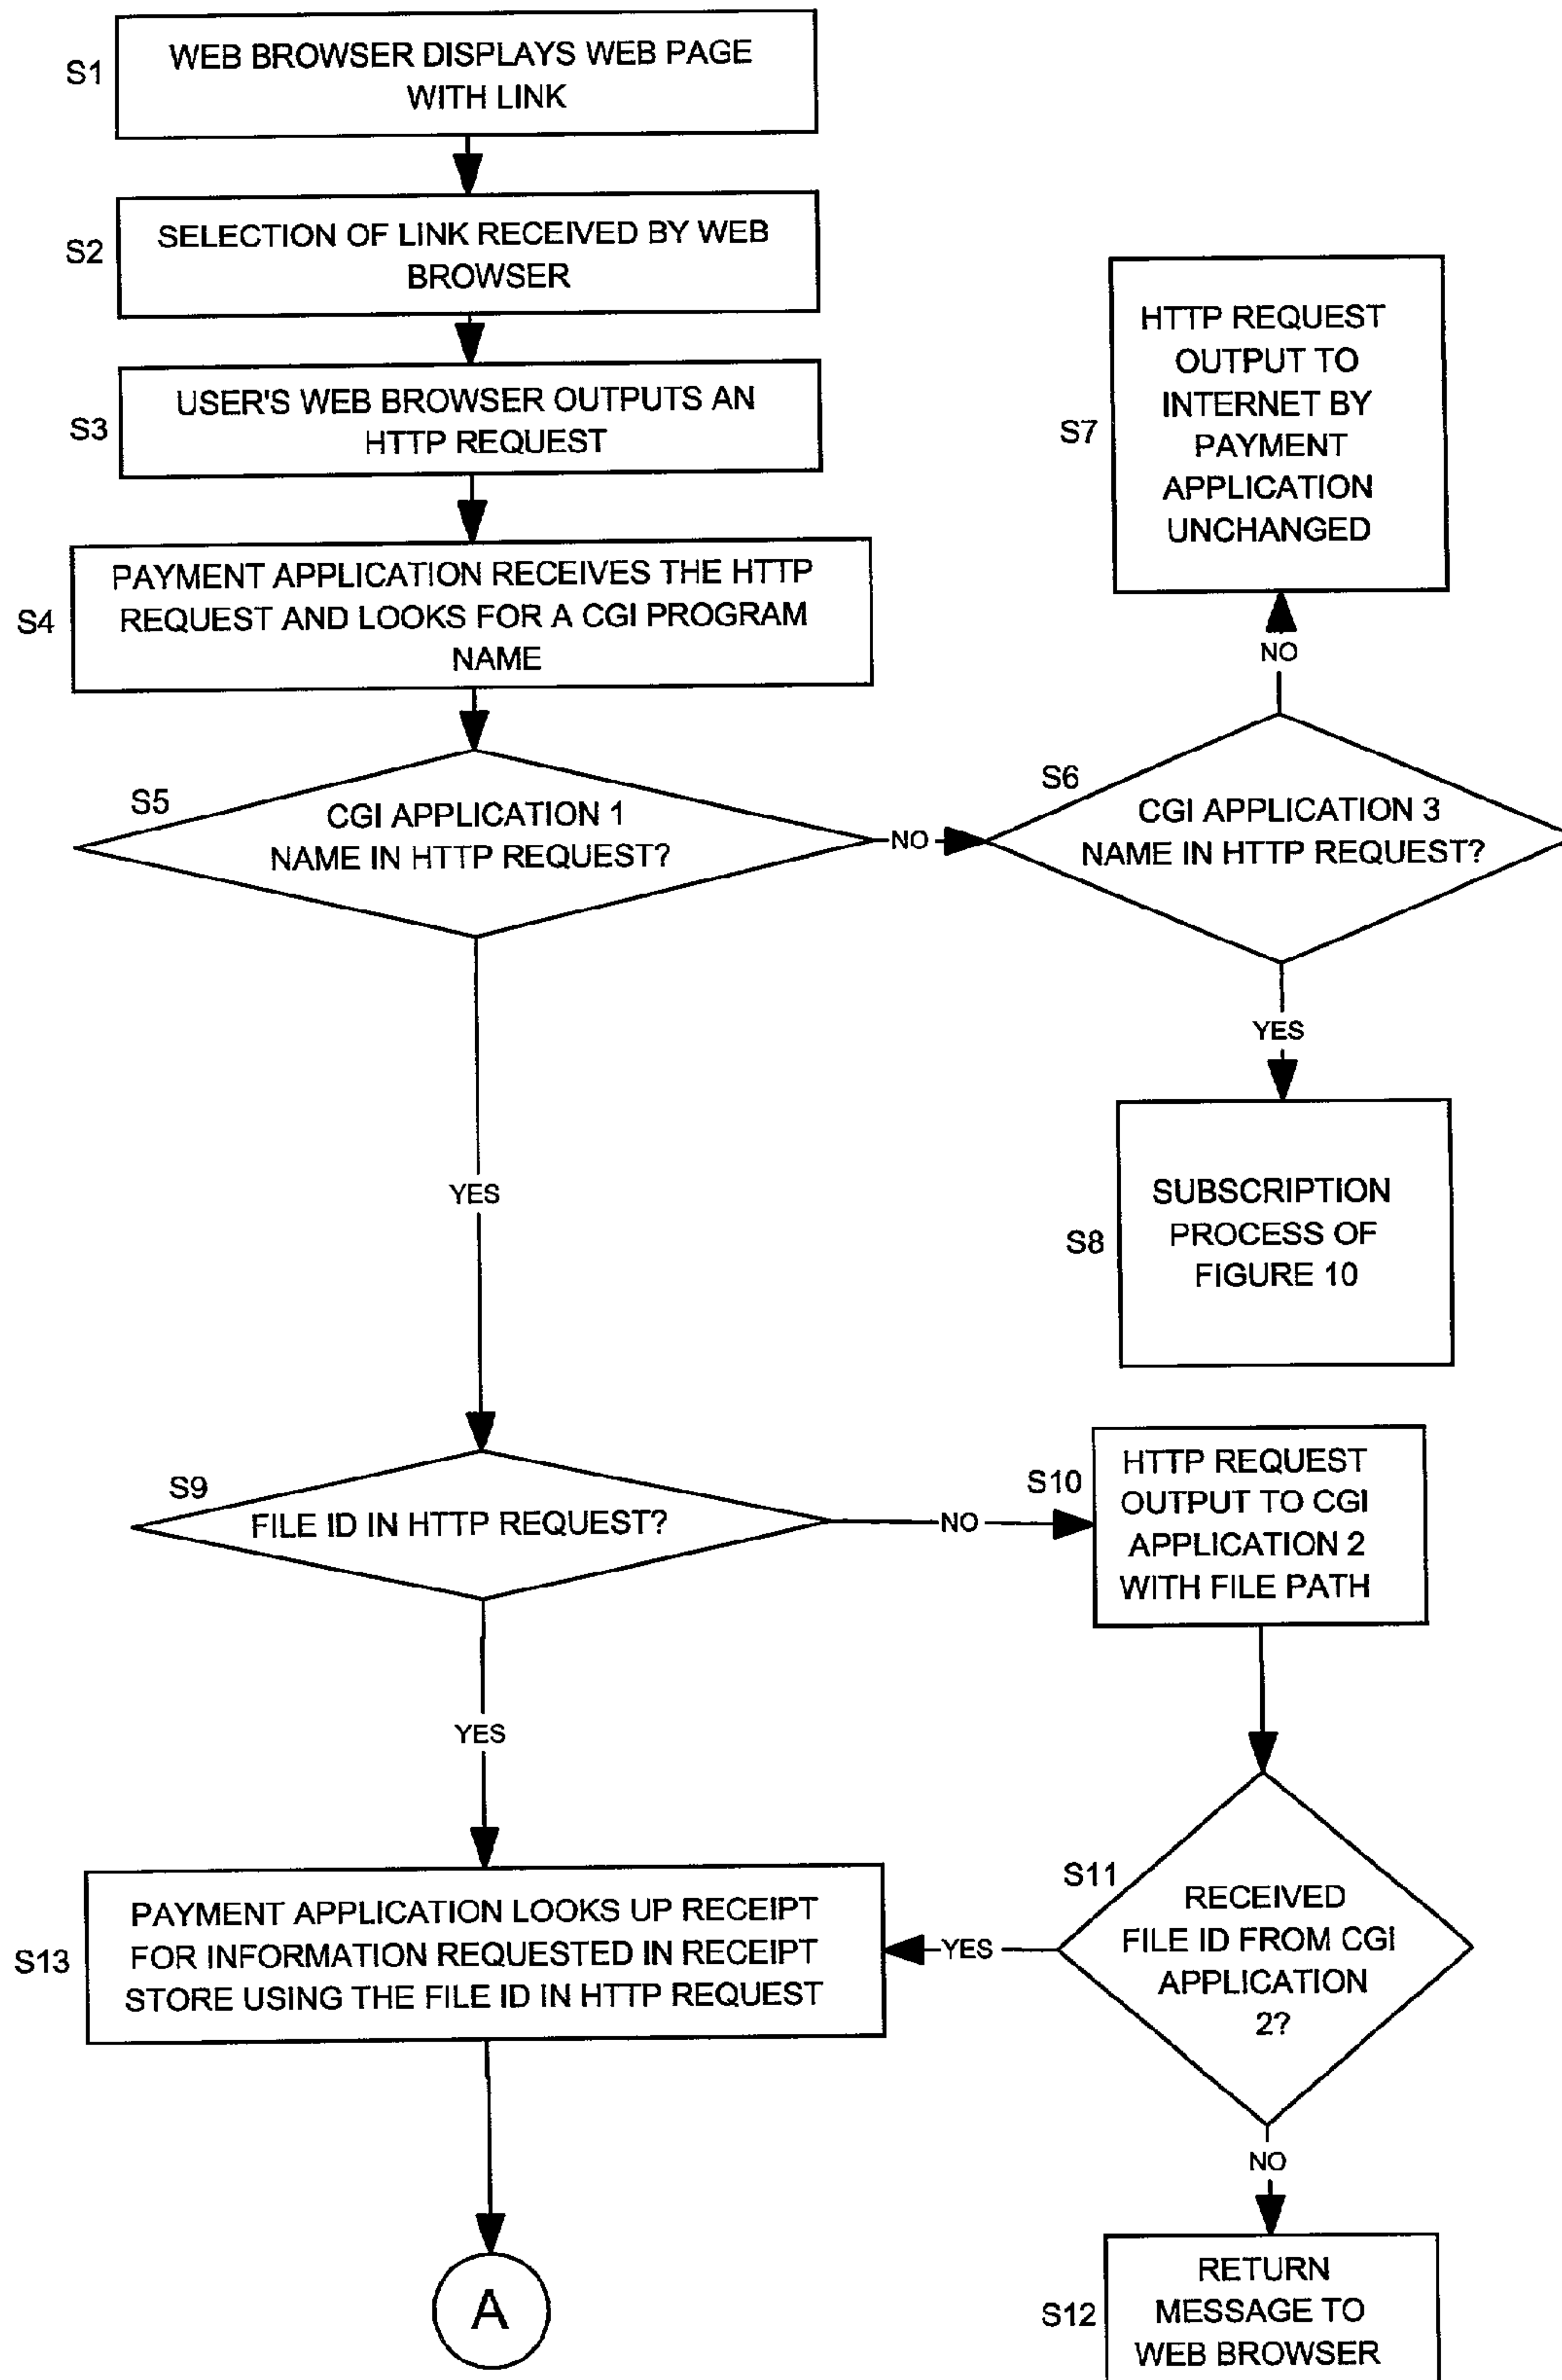 S1
WEB BROWSER DISPLAYS WEB PAGE
WITH LINK
S2
SELECTION OF LINK RECEIVED BY WEB
BROWSER
S3
USER'S WEB BROWSER OUTPUTS AN
HTTP REQUEST
S4
PAYMENT APPLICATION RECEIVES THE HTTP
REQUEST AND LOOKS FOR A CGI PROGRAM
NAME
S5
CGI APPLICATION 1
NAME IN HTTP REQUEST?
NO
S6
CGI APPLICATION 3
NAME IN HTTP REQUEST?
NO
S7
HTTP REQUEST
OUTPUT TO
INTERNET BY
PAYMENT
APPLICATION
UNCHANGED
YES
S8
SUBSCRIPTION
PROCESS OF
FIGURE 10
YES
S9
FILE ID IN HTTP REQUEST?
NO
S10
HTTP REQUEST
OUTPUT TO CGI
APPLICATION 2
WITH FILE PATH
YES
S11
RECEIVED
FILE ID FROM CGI
APPLICATION
2?
YES
S13
PAYMENT APPLICATION LOOKS UP RECEIPT
FOR INFORMATION REQUESTED IN RECEIPT
STORE USING THE FILE ID IN HTTP REQUEST
NO
S12
RETURN
MESSAGE TO
WEB BROWSER
A